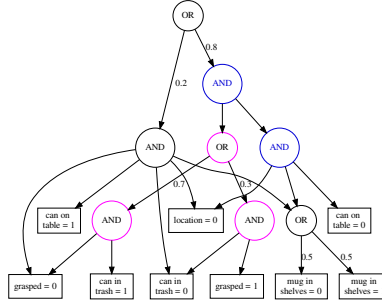 OR
0.8
0.2
AND
AND
OR
AND
0.7
0.3
can on
table = 1
AND
location = 0
AND
OR
can on
table = 0
0.5
0.5
grasped = 0
can in
trash = 1
can in
trash = 0
grasped = 1
mug in
shelves = 0
mug in
shelves =